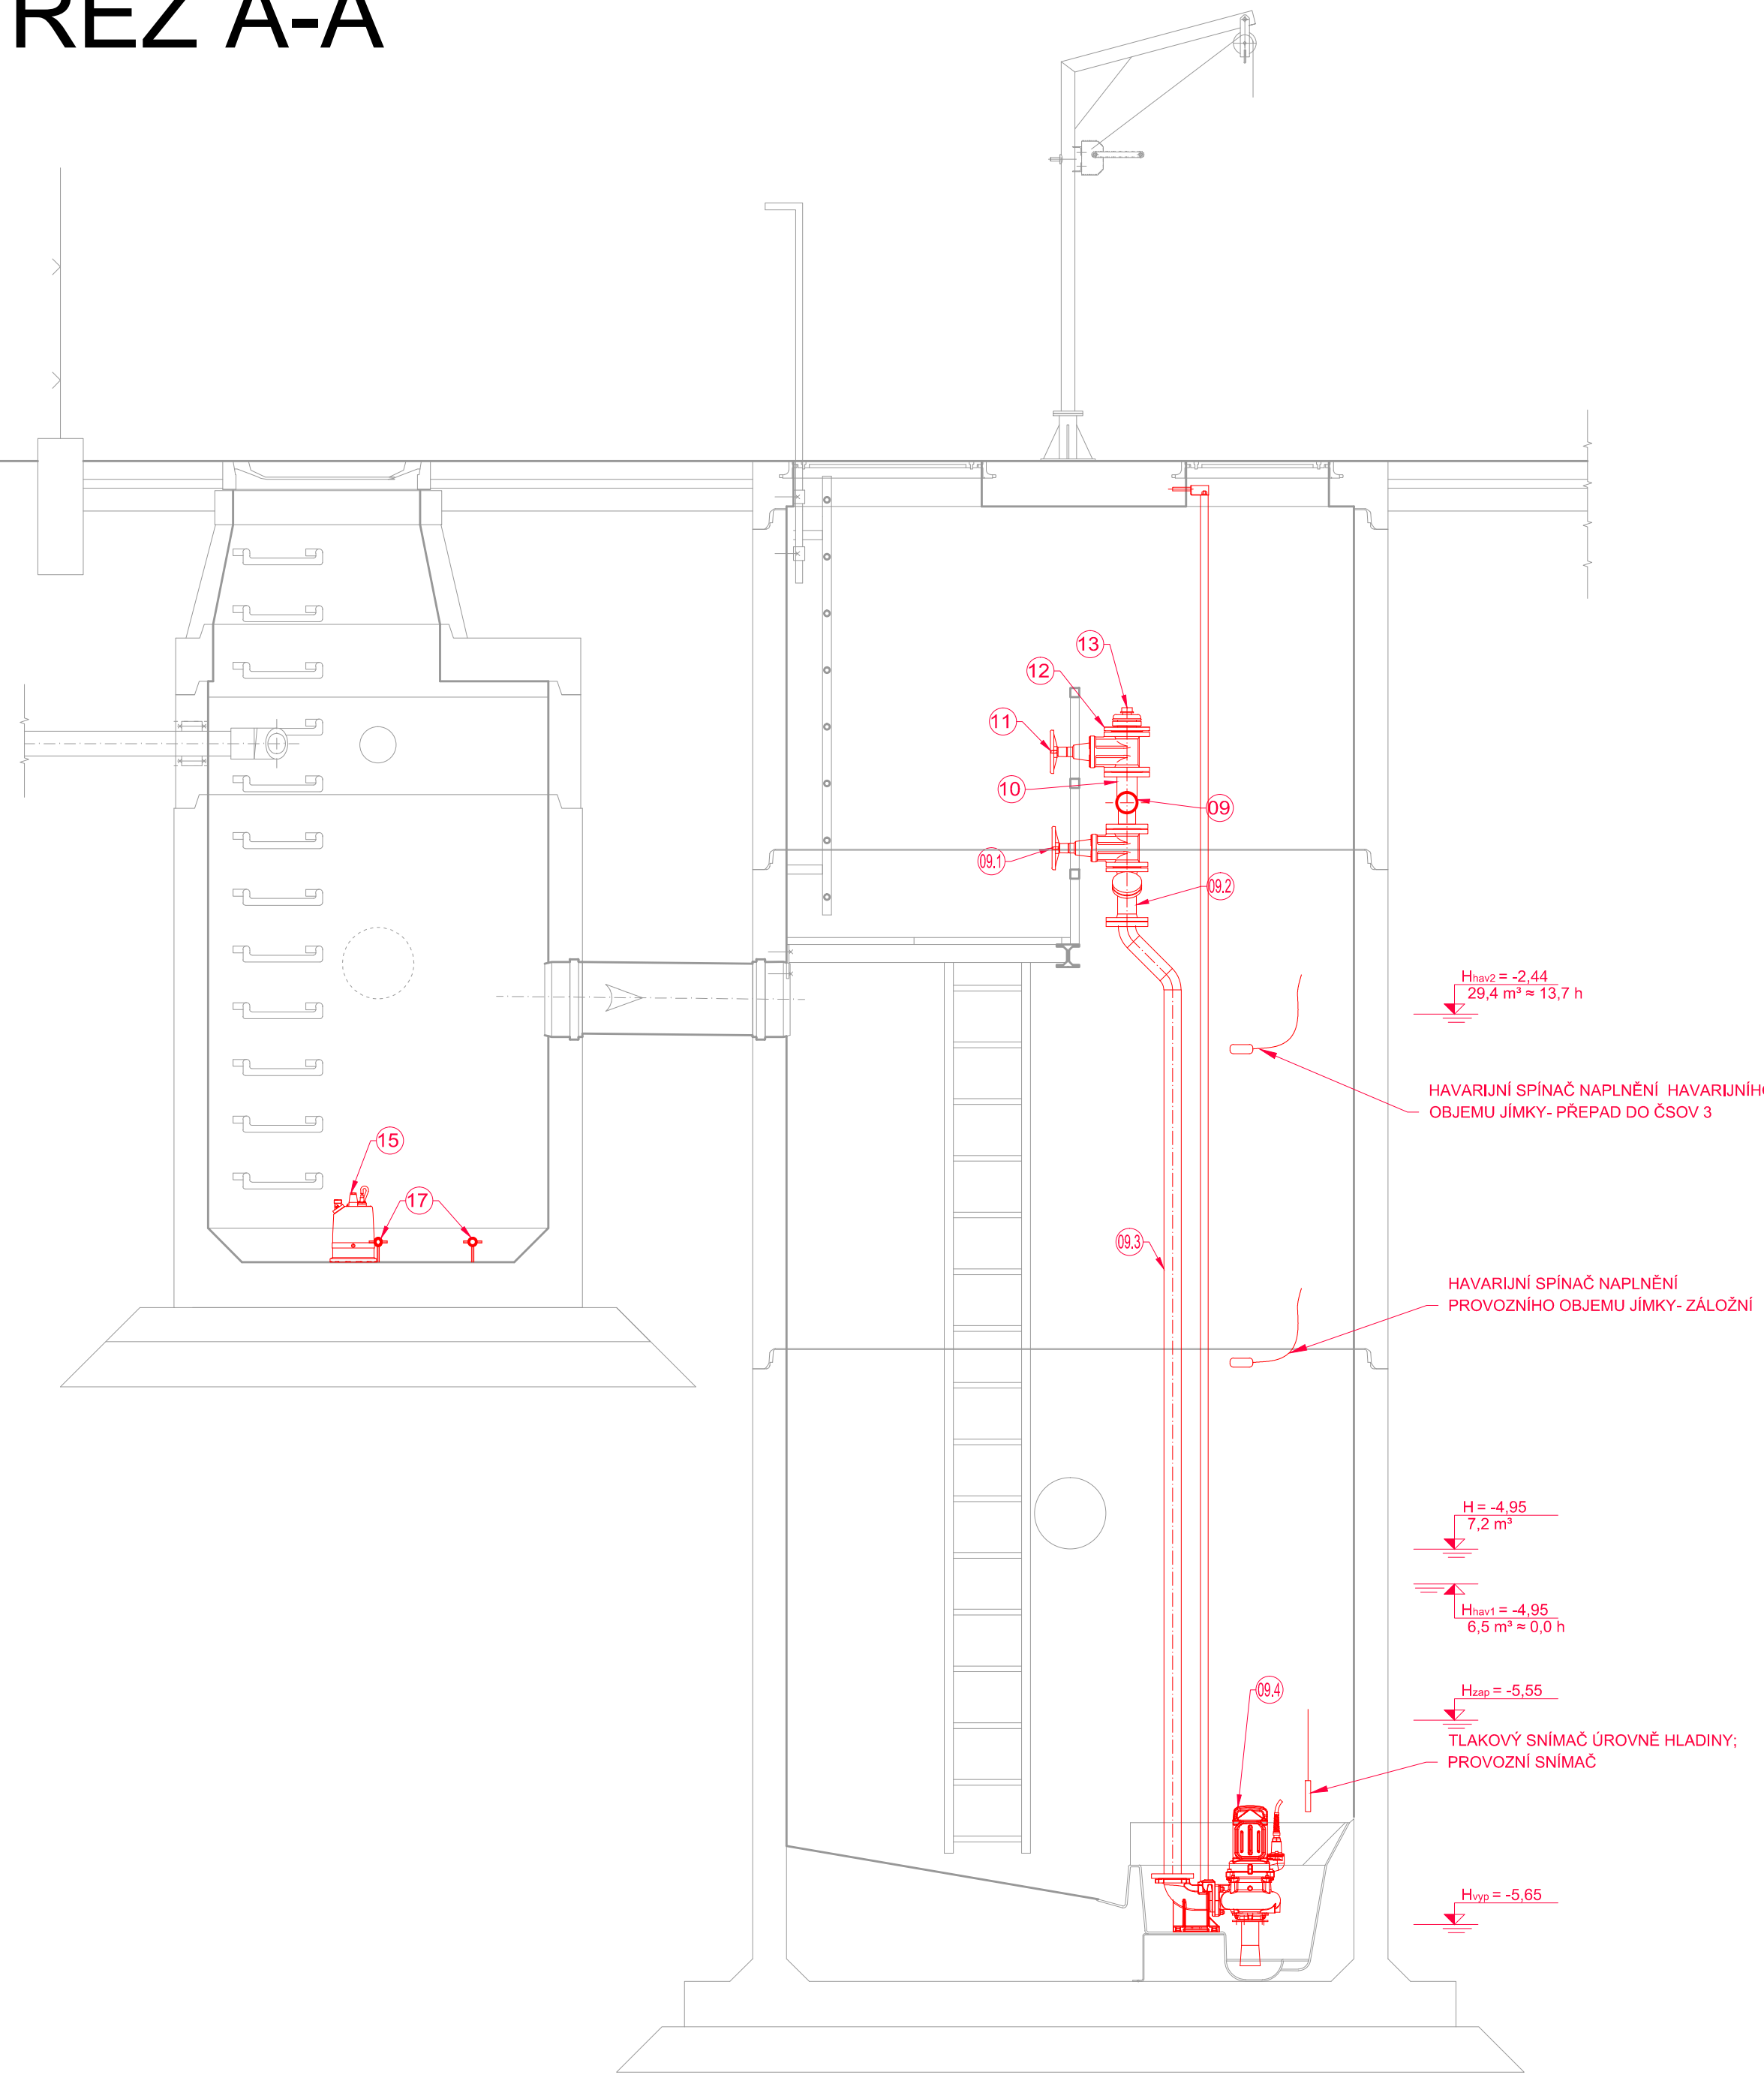 ŘEZ A-A
13
12
11
10
09
09.1
09.2
Hhav2 = -2,44
29,4 m³ ≈ 13,7 h
HAVARIJNÍ SPÍNAČ NAPLNĚNÍ HAVARIJNÍHO
OBJEMU JÍMKY- PŘEPAD DO ČSOV 3
15
17
09.3
HAVARIJNÍ SPÍNAČ NAPLNĚNÍ
PROVOZNÍHO OBJEMU JÍMKY- ZÁLOŽNÍ
H = -4,95
7,2 m³
Hhav1 = -4,95
6,5 m³ ≈ 0,0 h
09.4
Hzap = -5,55
TLAKOVÝ SNÍMAČ ÚROVNĚ HLADINY;
PROVOZNÍ SNÍMAČ
Hvyp = -5,65